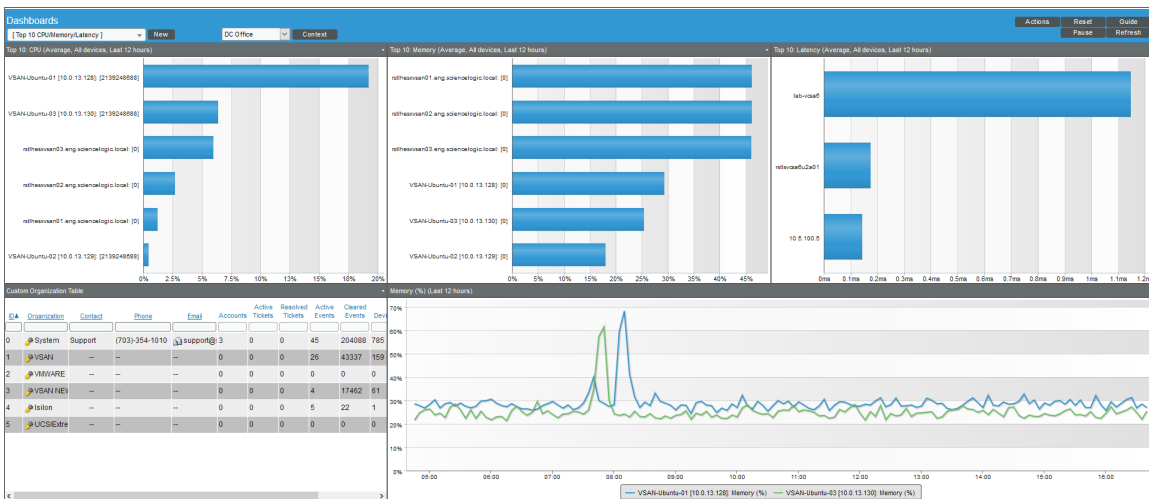 Dashboards
[ Top 10 CPU/Memory/Latency ] New DC Office Context
Actions Reset Guide
Pause Refresh
Top 10: CPU (Average, All devices, Last 12 hours)
VSAN-Ubuntu-01 [10.0.13.128]: [2139248688]
VSAN-Ubuntu-03 [10.0.13.130]: [2139248688]
rstlhesxvsan03.eng.sciencelogic.local: [0]
rstlhesxvsan02.eng.sciencelogic.local: [0]
rstlhesxvsan01.eng.sciencelogic.local: [0]
VSAN-Ubuntu-02 [10.0.13.129]: [2139248688]
0% 2.5% 5% 7.5% 10% 13% 15% 18% 20%
Top 10: Memory (Average, All devices, Last 12 hours)
rstlhesxvsan01.eng.sciencelogic.local: [0]
rstlhesxvsan02.eng.sciencelogic.local: [0]
rstlhesxvsan03.eng.sciencelogic.local: [0]
VSAN-Ubuntu-01 [10.0.13.128]: [0]
VSAN-Ubuntu-03 [10.0.13.130]: [0]
VSAN-Ubuntu-02 [10.0.13.129]: [0]
0% 5% 10% 15% 20% 25% 30% 35% 40% 45%
Top 10: Latency (Average, All devices, Last 12 hours)
lab-vcsa6
rstlsvcsa6u2a01
10.5.100.5
0ms 0.1ms 0.2ms 0.3ms 0.4ms 0.5ms 0.6ms 0.7ms 0.8ms 0.9ms 1ms 1.1ms
Custom Organization Table
ID Organization Contact Phone Email Accounts Active Tickets Resolved Tickets Active Events Cleared Events Devi
0 System Support (703)-354-1010 support@ 3 0 0 45 204088 785
1 VSAN -- -- -- 0 0 0 26 43337 159
2 VMWARE -- -- -- 0 0 0 0 0 0
3 VSAN NEW -- -- -- 0 0 0 4 17462 61
4 Isilon -- -- -- 0 0 0 5 22 1
5 UCS/Extre -- -- -- 0 0 0 0 0 0
Memory (%) (Last 12 hours)
70%
60%
50%
40%
30%
20%
10%
0%
05:00 06:00 07:00 08:00 09:00 10:00 11:00 12:00 13:00 14:00 15:00 16:00
VSAN-Ubuntu-01 [10.0.13.128]: Memory (%) VSAN-Ubuntu-03 [10.0.13.130]: Memory (%)